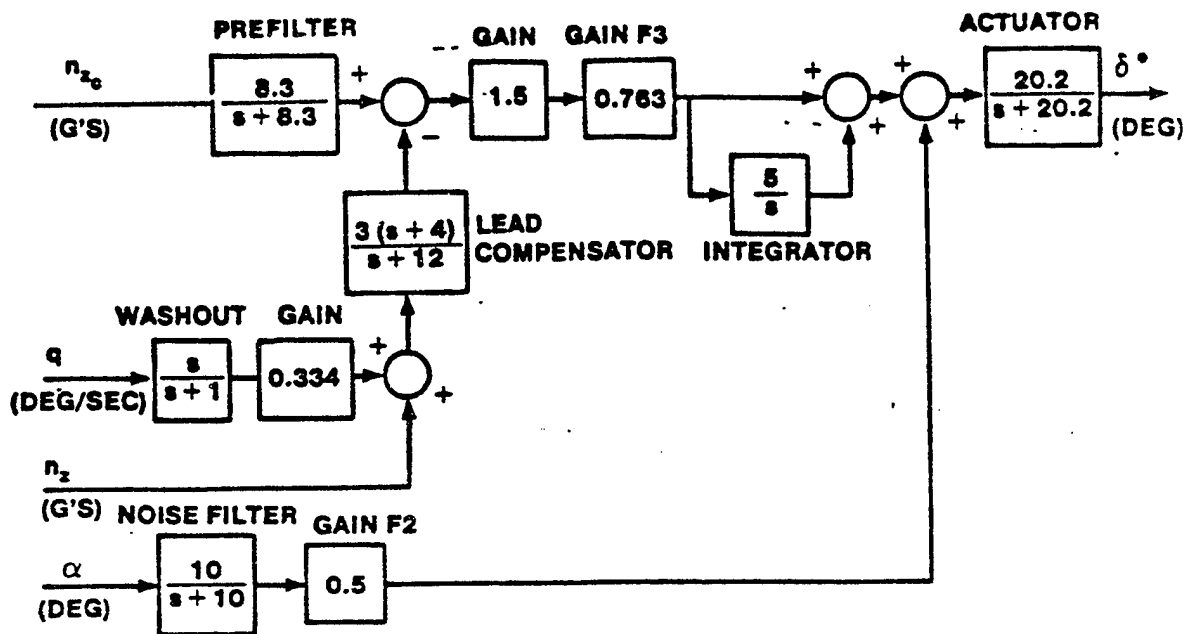 PREFILTER
GAIN
GAIN F3
ACTUATOR
n_z_c
(G'S)
8.3
s + 8.3
+
−
1.5
0.763
+
+
+
+
20.2
s + 20.2
δ°
(DEG)
5
s
INTEGRATOR
3 (s + 4)
s + 12
LEAD
COMPENSATOR
WASHOUT
GAIN
q
(DEG/SEC)
s
s + 1
0.334
+
+
n_z
(G'S)
NOISE FILTER
GAIN F2
α
(DEG)
10
s + 10
0.5